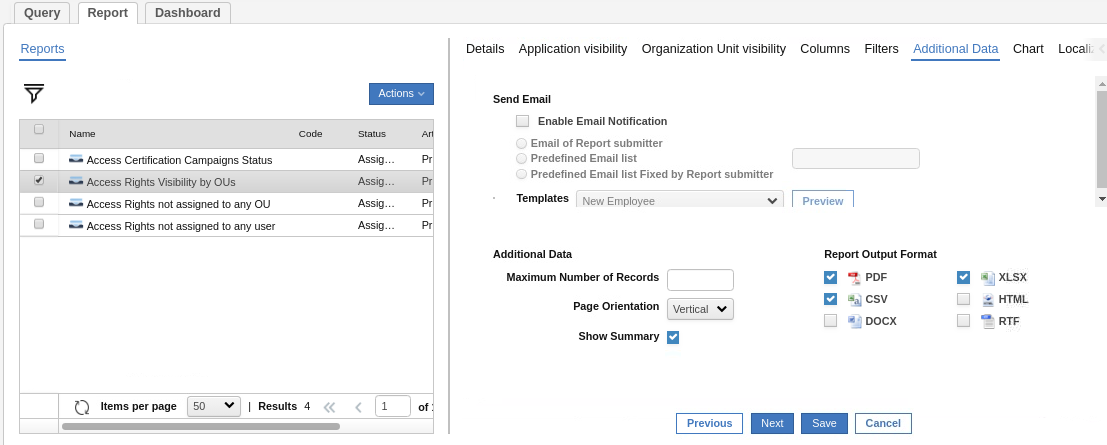 Query Report Dashboard
Reports
Actions
Name Code Status
Access Certification Campaigns Status Assig...
Access Rights Visibility by OUs Assig...
Access Rights not assigned to any OU Assig...
Access Rights not assigned to any user Assig...
Items per page 50 | Results 4 1 of
Details Application visibility Organization Unit visibility Columns Filters Additional Data Chart
Send Email
Enable Email Notification
Email of Report submitter
Predefined Email list
Predefined Email list Fixed by Report submitter
Templates New Employee Preview
Additional Data
Maximum Number of Records
Page Orientation Vertical
Show Summary
Report Output Format
PDF XLSX
CSV HTML
DOCX RTF
Previous Next Save Cancel